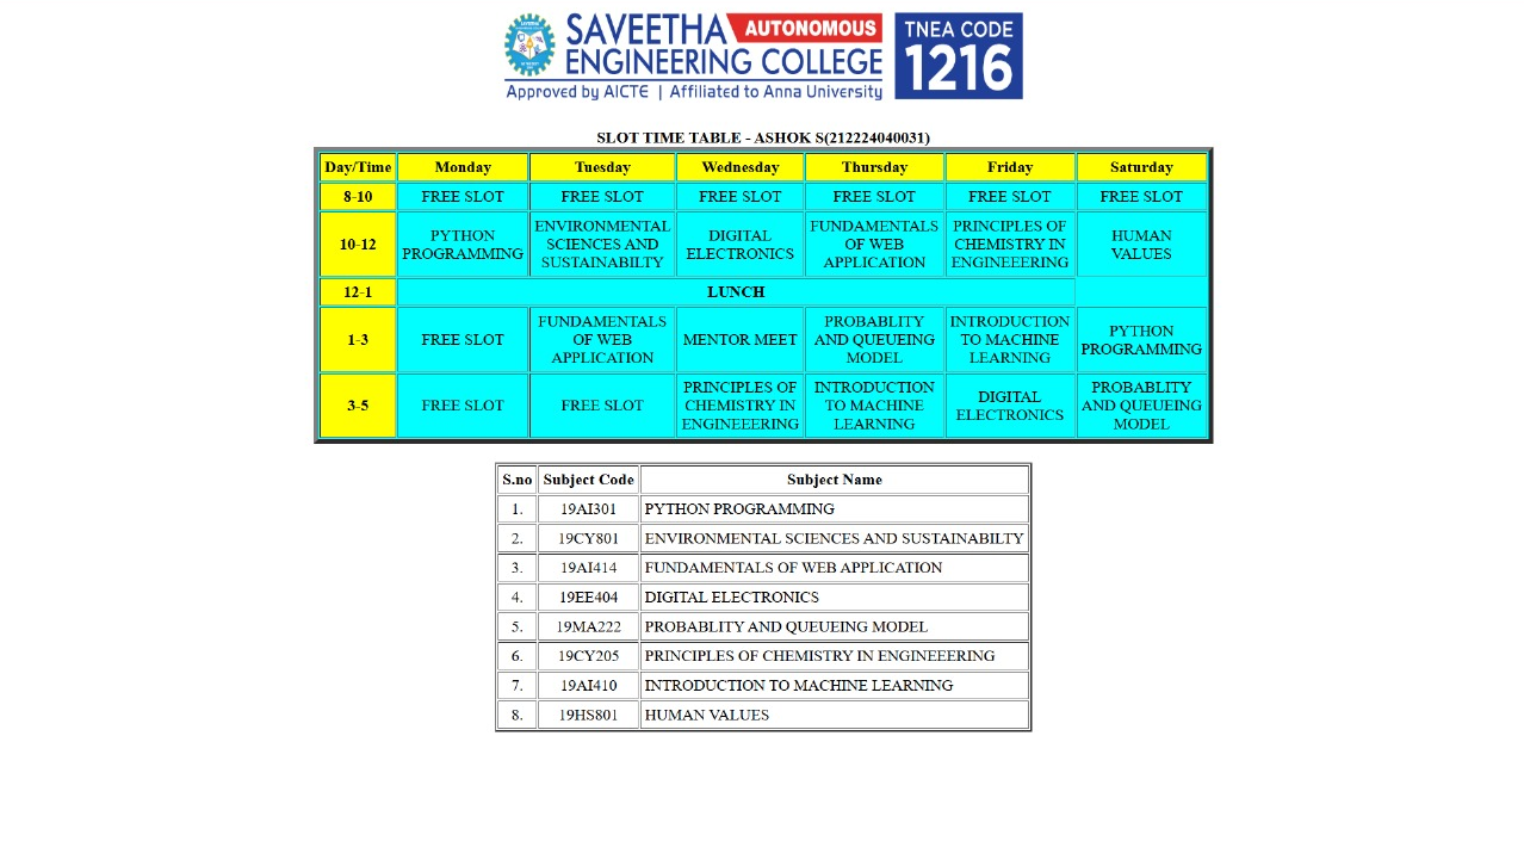 SAVEETHA AUTONOMOUS
ENGINEERING COLLEGE
Approved by AICTE | Affiliated to Anna University
TNEA CODE
1216
SLOT TIME TABLE - ASHOK S(212224040031)
Day/Time Monday Tuesday Wednesday Thursday Friday Saturday
8-10 FREE SLOT FREE SLOT FREE SLOT FREE SLOT FREE SLOT FREE SLOT
10-12 PYTHON PROGRAMMING ENVIRONMENTAL SCIENCES AND SUSTAINABILTY DIGITAL ELECTRONICS FUNDAMENTALS OF WEB APPLICATION PRINCIPLES OF CHEMISTRY IN ENGINEEERING HUMAN VALUES
12-1 LUNCH
1-3 FREE SLOT FUNDAMENTALS OF WEB APPLICATION MENTOR MEET PROBABLITY AND QUEUEING MODEL INTRODUCTION TO MACHINE LEARNING PYTHON PROGRAMMING
3-5 FREE SLOT FREE SLOT PRINCIPLES OF CHEMISTRY IN ENGINEEERING INTRODUCTION TO MACHINE LEARNING DIGITAL ELECTRONICS PROBABLITY AND QUEUEING MODEL
S.no Subject Code Subject Name
1. 19AI301 PYTHON PROGRAMMING
2. 19CY801 ENVIRONMENTAL SCIENCES AND SUSTAINABILTY
3. 19AI414 FUNDAMENTALS OF WEB APPLICATION
4. 19EE404 DIGITAL ELECTRONICS
5. 19MA222 PROBABLITY AND QUEUEING MODEL
6. 19CY205 PRINCIPLES OF CHEMISTRY IN ENGINEEERING
7. 19AI410 INTRODUCTION TO MACHINE LEARNING
8. 19HS801 HUMAN VALUES